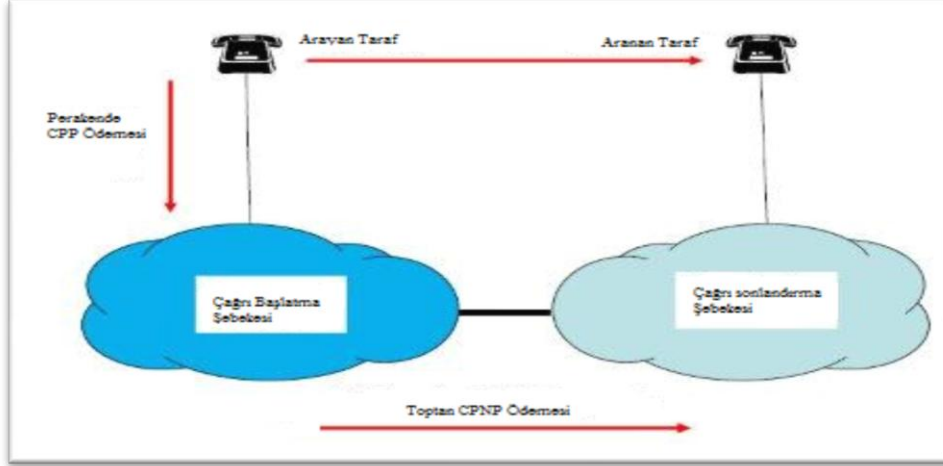 Arayan Taraf
Aranan Taraf
Perakende
CPP Ödemesi
Çağrı Başlatma
Şebekesi
Çağrı sonlandırma
Şebekesi
Toptan CPNP Ödemesi